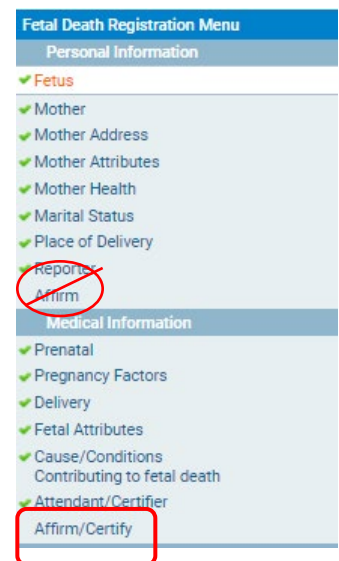 Fetal Death Registration Menu
Personal Information
Fetus
Mother
Mother Address
Mother Attributes
Mother Health
Marital Status
Place of Delivery
Reporter
Affirm
Medical Information
Prenatal
Pregnancy Factors
Delivery
Fetal Attributes
Cause/Conditions
Contributing to fetal death
Attendant/Certifier
Affirm/Certify